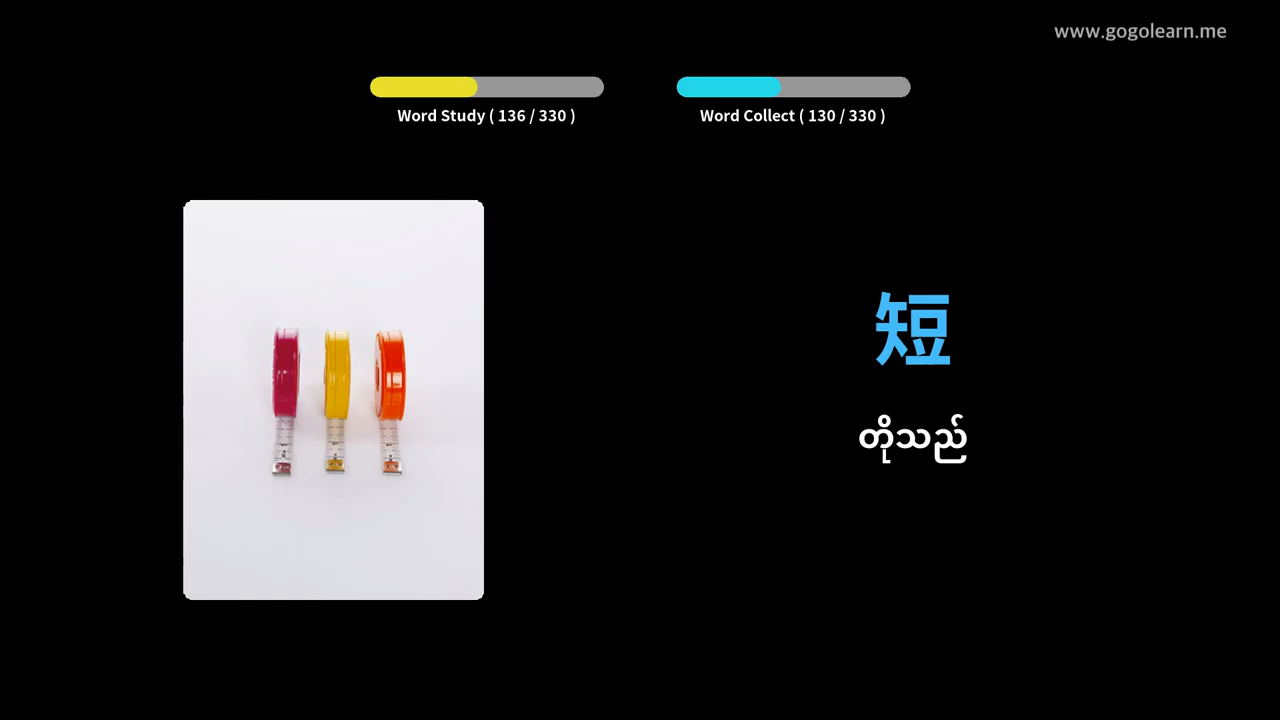 www.gogolearn.me
Word Study ( 136 / 330 )
Word Collect ( 130 / 330 )
短
တိုသည်